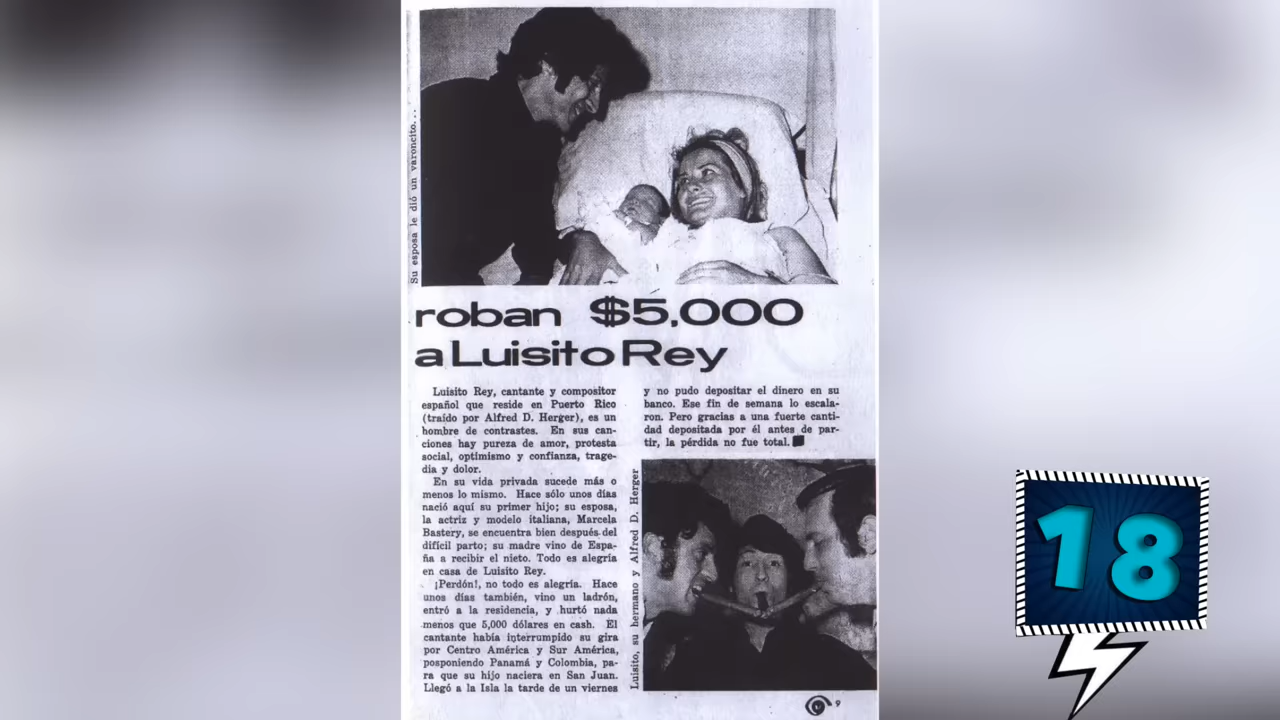 Su esposa le dió un varoncito...
roban $5,000
a Luisito Rey
Luisito Rey, cantante y compositor
español que reside en Puerto Rico
(traído por Alfred D. Herger), es un
hombre de contrastes. En sus can-
ciones hay pureza de amor, protesta
social, optimismo y confianza, trage-
dia y dolor.
En su vida privada sucede más o
menos lo mismo. Hace sólo unos días
nació aquí su primer hijo; su esposa,
la actriz y modelo italiana, Marcela
Bastery, se encuentra bien después del
difícil parto; su madre vino de Espa-
ña a recibir el nieto. Todo es alegría
en casa de Luisito Rey.
¡Perdón!, no todo es alegría. Hace
unos días también, vino un ladrón,
entró a la residencia, y hurtó nada
menos que 5,000 dólares en cash. El
cantante había interrumpido su gira
por Centro América y Sur América,
posponiendo Panamá y Colombia, pa-
ra que su hijo naciera en San Juan.
Llegó a la Isla la tarde de un viernes
y no pudo depositar el dinero en su
banco. Ese fin de semana lo escala-
ron. Pero gracias a una fuerte canti-
dad depositada por él antes de par-
tir, la pérdida no fue total.
Luisito, su hermano y Alfred D. Herger
9
18